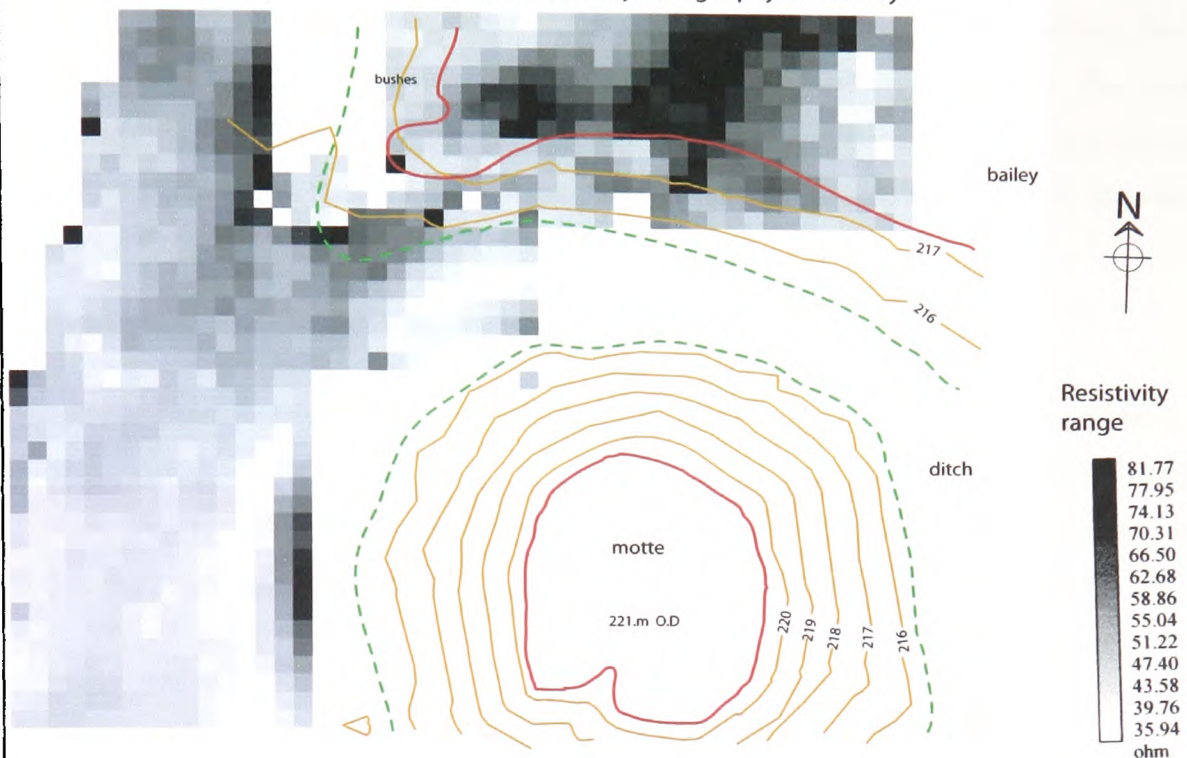 bushes
bailey
N
217
216
Resistivity
range
ditch
81.77
77.95
74.13
70.31
66.50
62.68
58.86
55.04
51.22
47.40
43.58
39.76
35.94
ohm
motte
221.m O.D
220
219
218
217
216